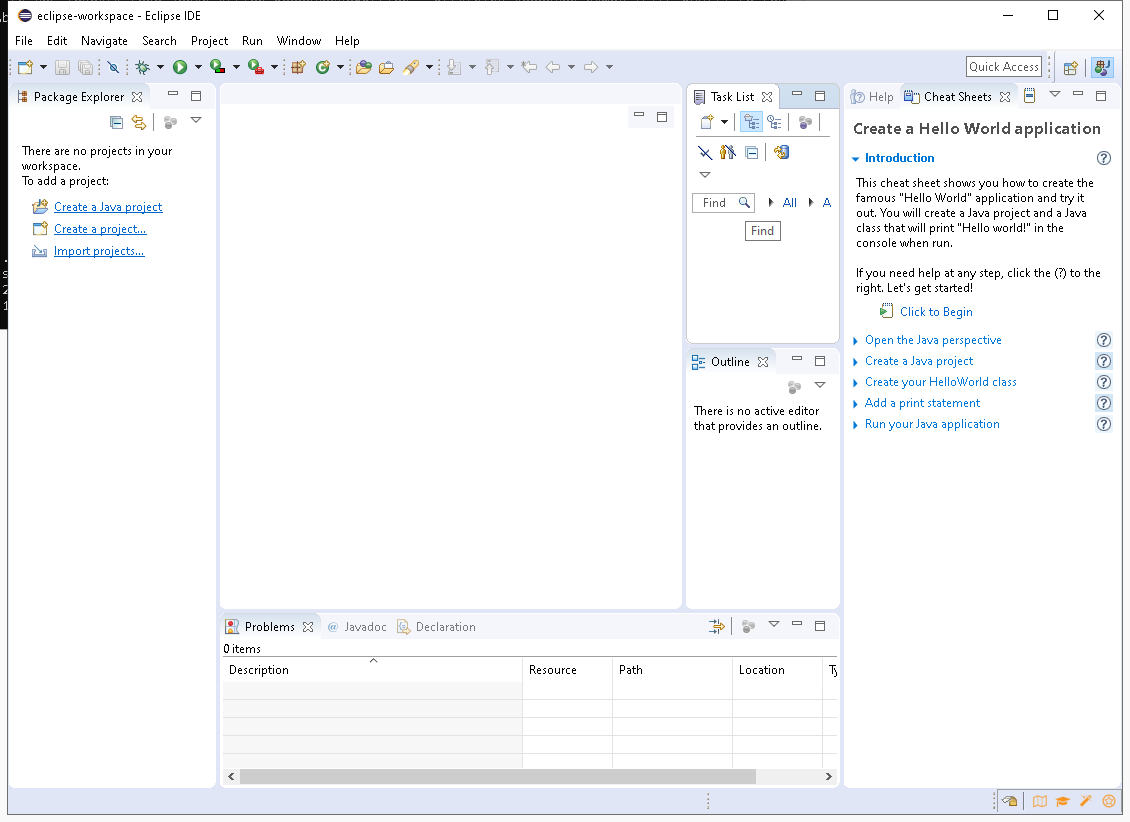 eclipse-workspace - Eclipse IDE
File Edit Navigate Search Project Run Window Help
Quick Access
Package Explorer
There are no projects in your
workspace.
To add a project:
Create a Java project
Create a project...
Import projects...
Task List
Find All A
Find
Outline
There is no active editor
that provides an outline.
Help Cheat Sheets
Create a Hello World application
Introduction
This cheat sheet shows you how to create the
famous "Hello World" application and try it
out. You will create a Java project and a Java
class that will print "Hello world!" in the
console when run.
If you need help at any step, click the (?) to the
right. Let's get started!
Click to Begin
Open the Java perspective
Create a Java project
Create your HelloWorld class
Add a print statement
Run your Java application
Problems @ Javadoc Declaration
0 items
Description Resource Path Location